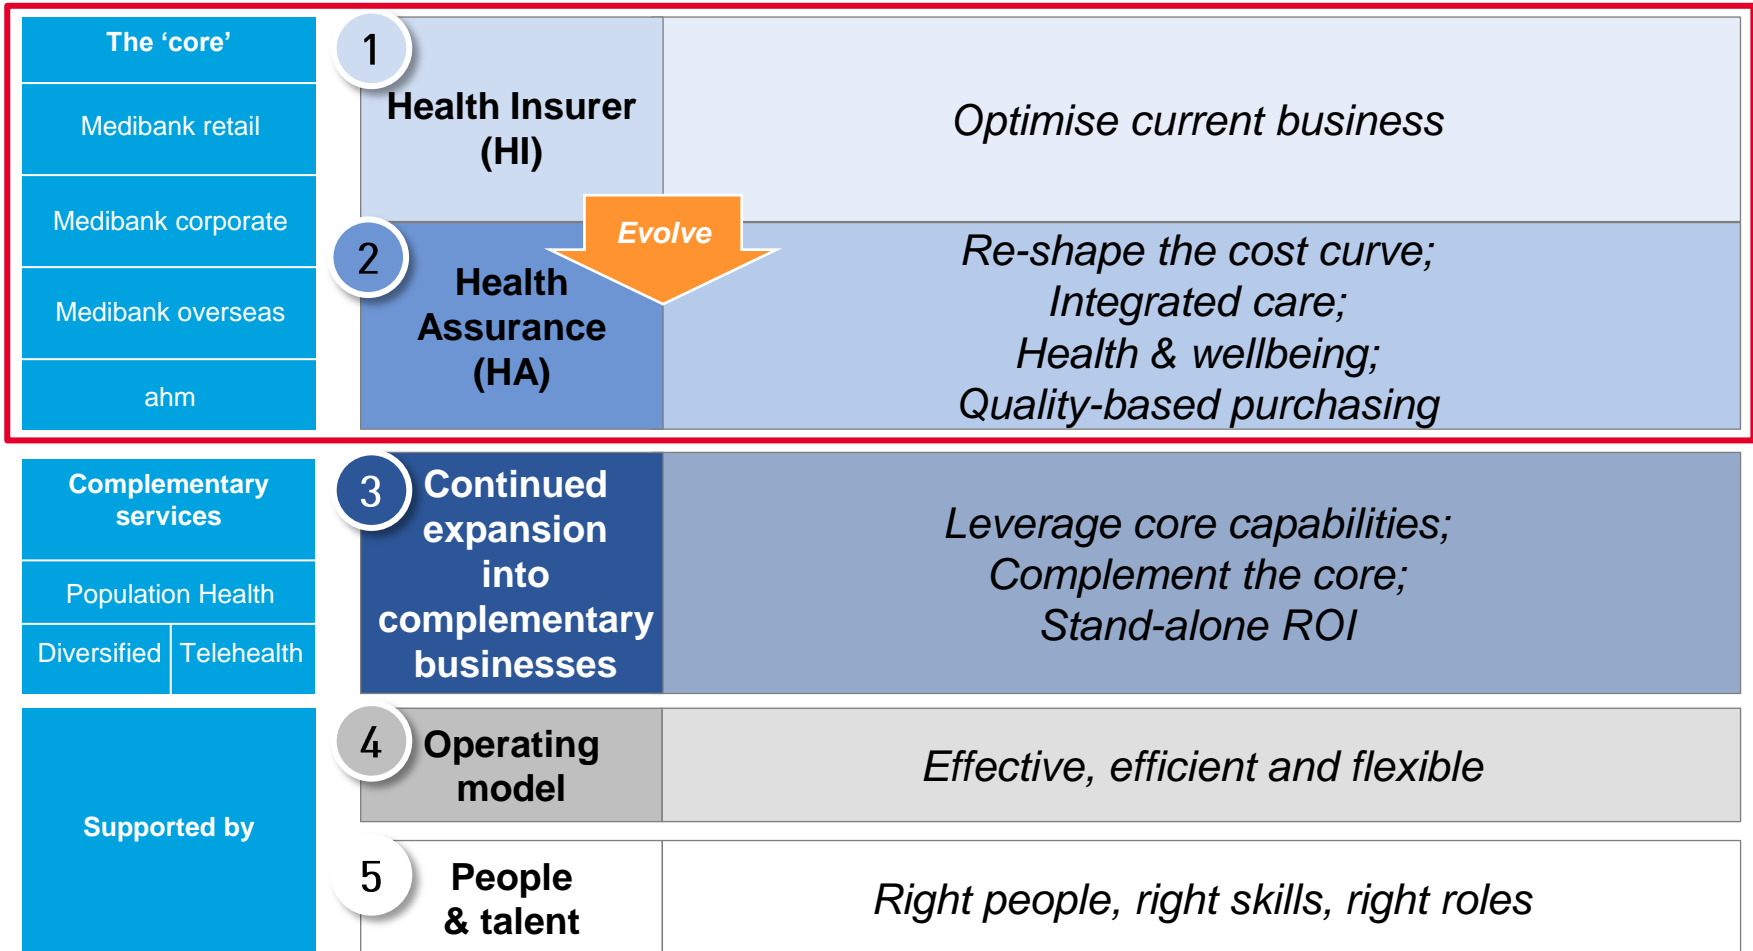 The ‘core’
Medibank retail
Medibank corporate
Medibank overseas
ahm
1
Health Insurer
(HI)
Optimise current business
Evolve
2
Health
Assurance
(HA)
Re-shape the cost curve;
Integrated care;
Health & wellbeing;
Quality-based purchasing
Complementary
services
Population Health
Diversified
Telehealth
3
Continued
expansion
into
complementary
businesses
Leverage core capabilities;
Complement the core;
Stand-alone ROI
Supported by
4
Operating
model
Effective, efficient and flexible
5
People
& talent
Right people, right skills, right roles